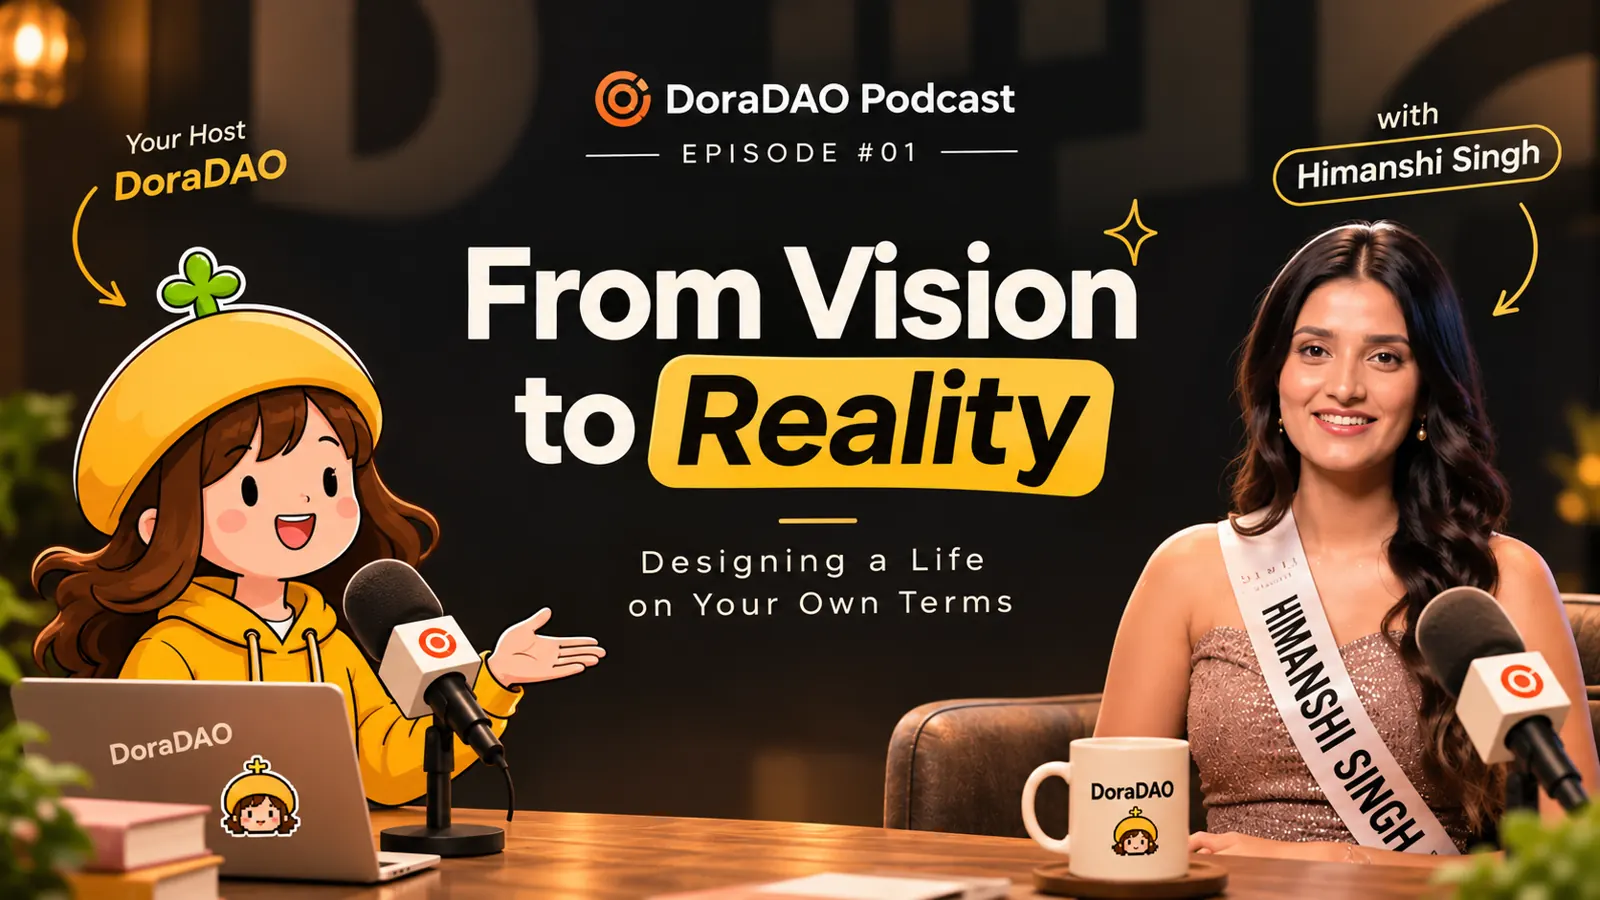 DoraDAO Podcast
EPISODE #01
Your Host
DoraDAO
with
Himanshi Singh
From Vision
to Reality
Designing a Life
on Your Own Terms
DoraDAO
DoraDAO
HIMANSHI SINGH